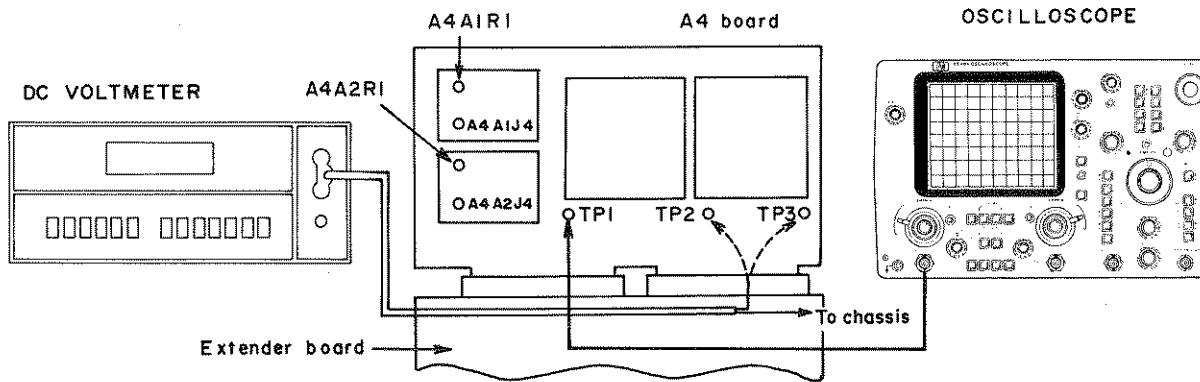 A4A1R1
A4 board
OSCILLOSCOPE
DC VOLTMETER
A4A2R1
A4A1J4
A4A2J4
TP1
TP2
TP3
To chassis
Extender board